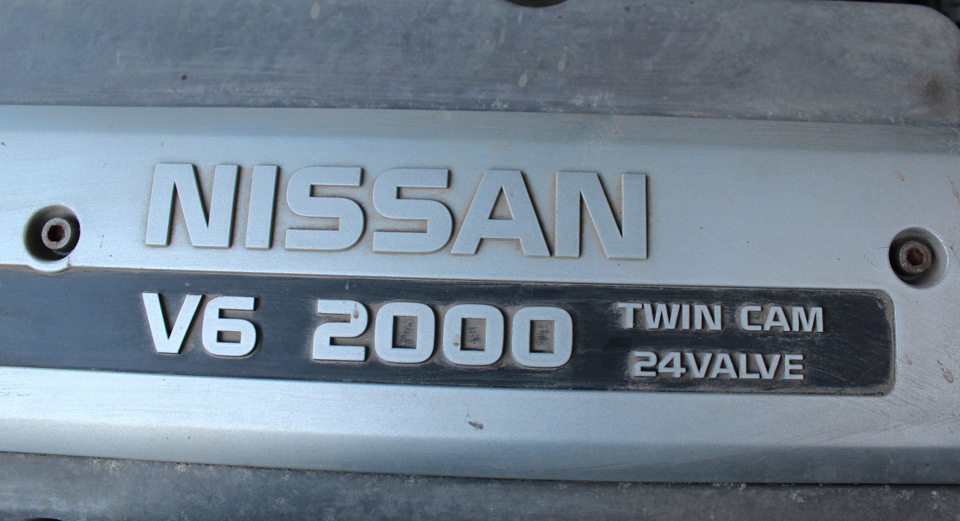 NISSAN
V6 2000 TWIN CAM
24VALVE